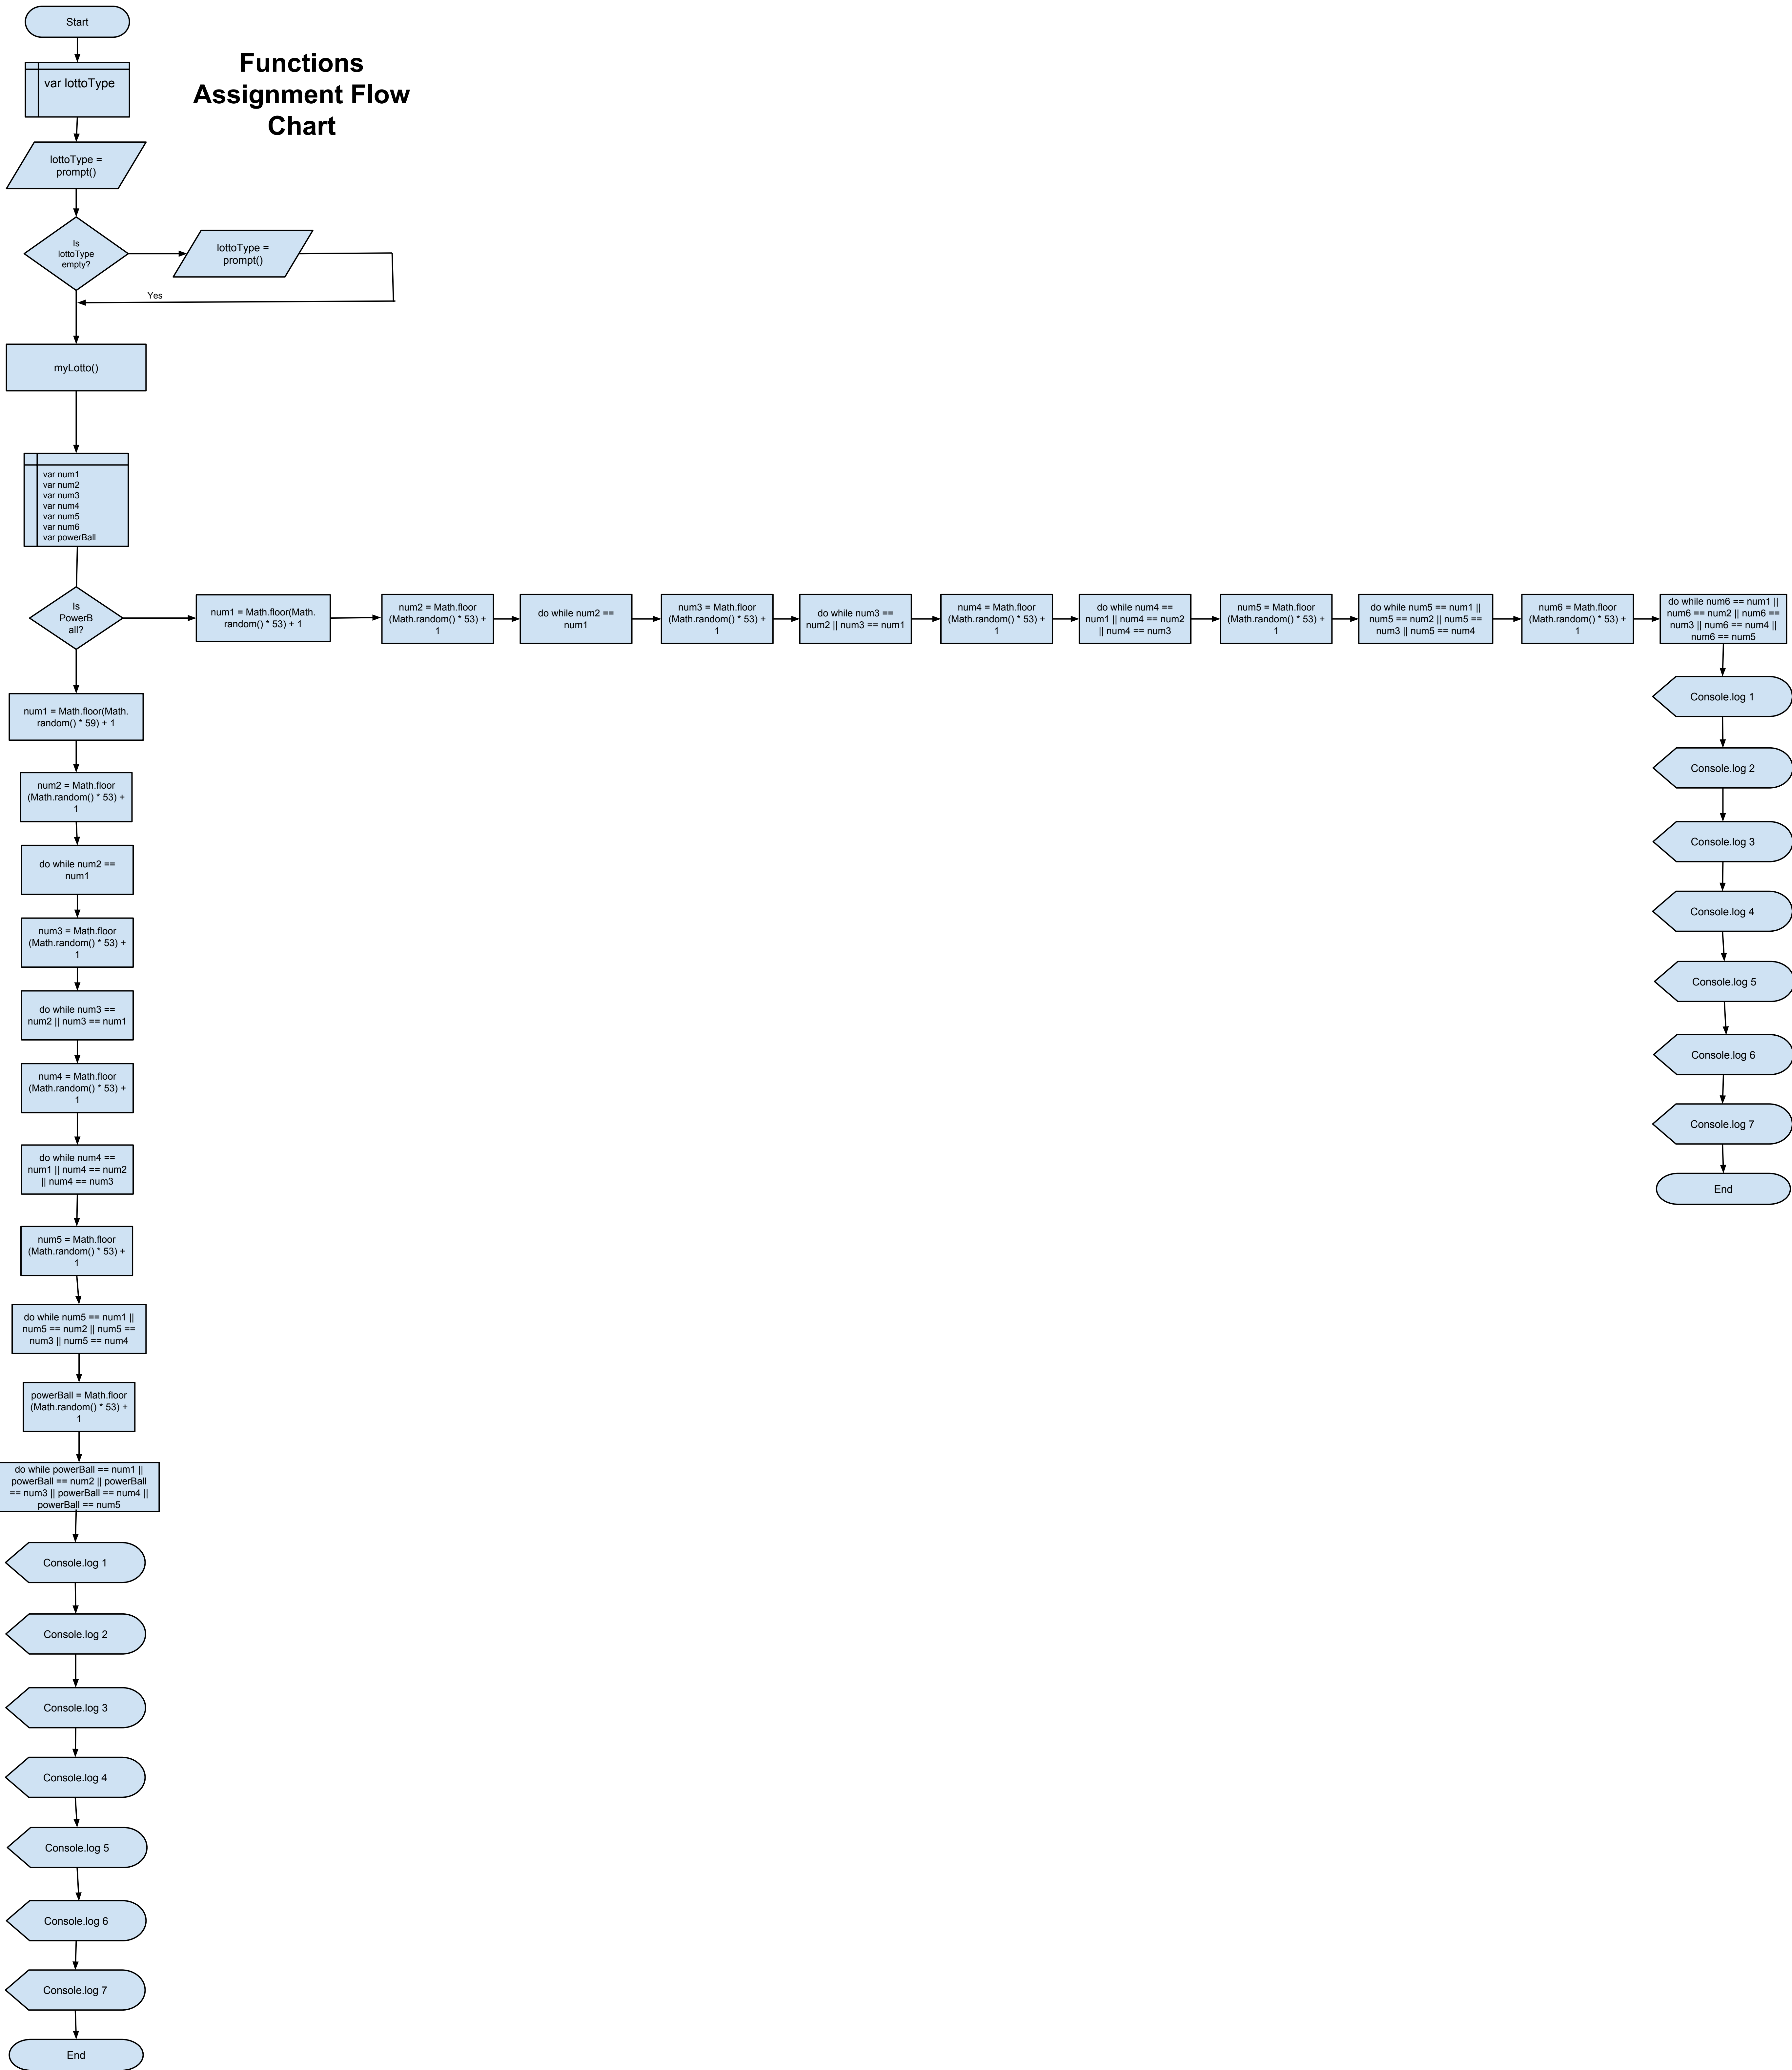 Start
Functions
Assignment Flow
Chart
var lottoType
lottoType =
prompt()
Is
lottoType
empty?
lottoType =
prompt()
Yes
myLotto()
var num1
var num2
var num3
var num4
var num5
var num6
var powerBall
Is
PowerB
all?
num1 = Math.floor(Math.
random() * 53) + 1
num2 = Math.floor
(Math.random() * 53) +
1
do while num2 ==
num1
num3 = Math.floor
(Math.random() * 53) +
1
do while num3 ==
num2 || num3 == num1
num4 = Math.floor
(Math.random() * 53) +
1
do while num4 ==
num1 || num4 == num2
|| num4 == num3
num5 = Math.floor
(Math.random() * 53) +
1
do while num5 == num1 ||
num5 == num2 || num5 ==
num3 || num5 == num4
num6 = Math.floor
(Math.random() * 53) +
1
do while num6 == num1 ||
num6 == num2 || num6 ==
num3 || num6 == num4 ||
num6 == num5
Console.log 1
Console.log 2
Console.log 3
Console.log 4
Console.log 5
Console.log 6
Console.log 7
End
num1 = Math.floor(Math.
random() * 59) + 1
num2 = Math.floor
(Math.random() * 53) +
1
do while num2 ==
num1
num3 = Math.floor
(Math.random() * 53) +
1
do while num3 ==
num2 || num3 == num1
num4 = Math.floor
(Math.random() * 53) +
1
do while num4 ==
num1 || num4 == num2
|| num4 == num3
num5 = Math.floor
(Math.random() * 53) +
1
do while num5 == num1 ||
num5 == num2 || num5 ==
num3 || num5 == num4
powerBall = Math.floor
(Math.random() * 53) +
1
do while powerBall == num1 ||
powerBall == num2 || powerBall
== num3 || powerBall == num4 ||
powerBall == num5
Console.log 1
Console.log 2
Console.log 3
Console.log 4
Console.log 5
Console.log 6
Console.log 7
End